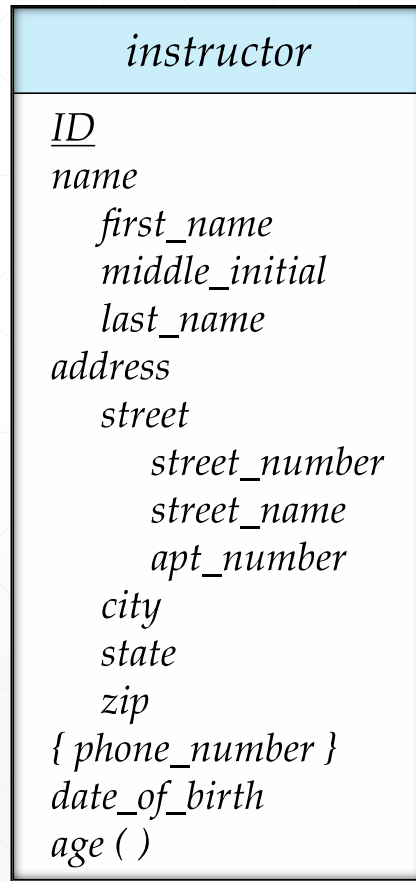 instructor
ID
name
first_name
middle_initial
last_name
address
street
street_number
street_name
apt_number
city
state
zip
{ phone_number }
date_of_birth
age ( )